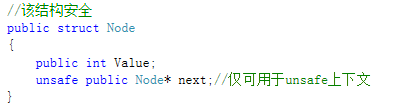 //该结构安全
public struct Node
{
    public int Value;
    unsafe public Node* next;//仅可用于unsafe上下文
}